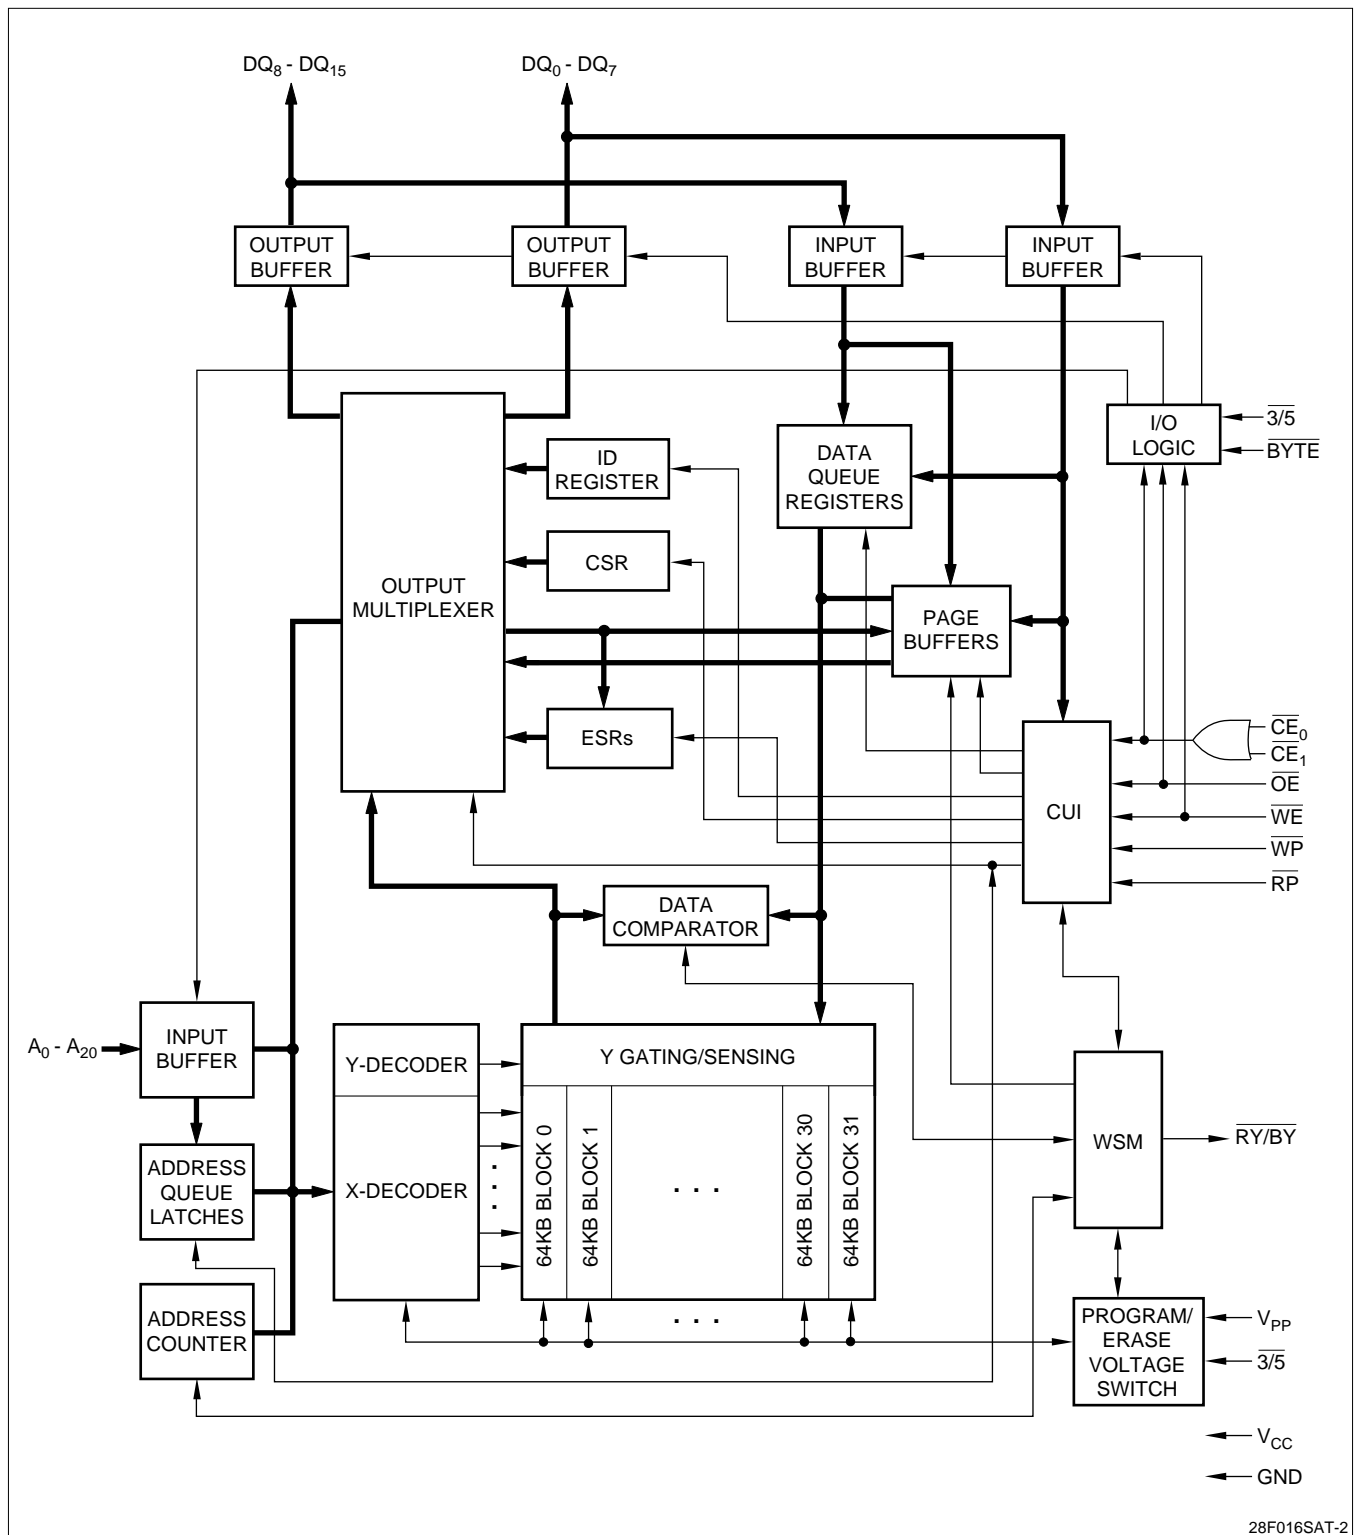 DQ8 - DQ15
DQ0 - DQ7
OUTPUT
BUFFER
OUTPUT
BUFFER
INPUT
BUFFER
INPUT
BUFFER
I/O
LOGIC
3/5
BYTE
ID
REGISTER
DATA
QUEUE
REGISTERS
CSR
OUTPUT
MULTIPLEXER
PAGE
BUFFERS
ESRs
CUI
CE0
CE1
OE
WE
WP
RP
DATA
COMPARATOR
A0 - A20
INPUT
BUFFER
Y-DECODER
Y GATING/SENSING
ADDRESS
QUEUE
LATCHES
X-DECODER
64KB BLOCK 0
64KB BLOCK 1
. . .
64KB BLOCK 30
64KB BLOCK 31
WSM
RY/BY
ADDRESS
COUNTER
. . .
PROGRAM/
ERASE
VOLTAGE
SWITCH
VPP
3/5
VCC
GND
28F016SAT-2